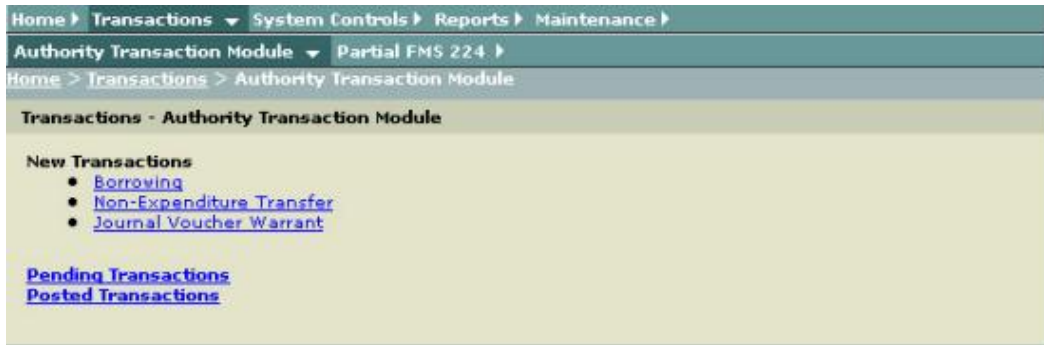 Home Transactions System Controls Reports Maintenance
Authority Transaction Module Partial FMS 224
Home > Transactions > Authority Transaction Module
Transactions - Authority Transaction Module
New Transactions
• Borrowing
• Non-Expenditure Transfer
• Journal Voucher Warrant
Pending Transactions
Posted Transactions